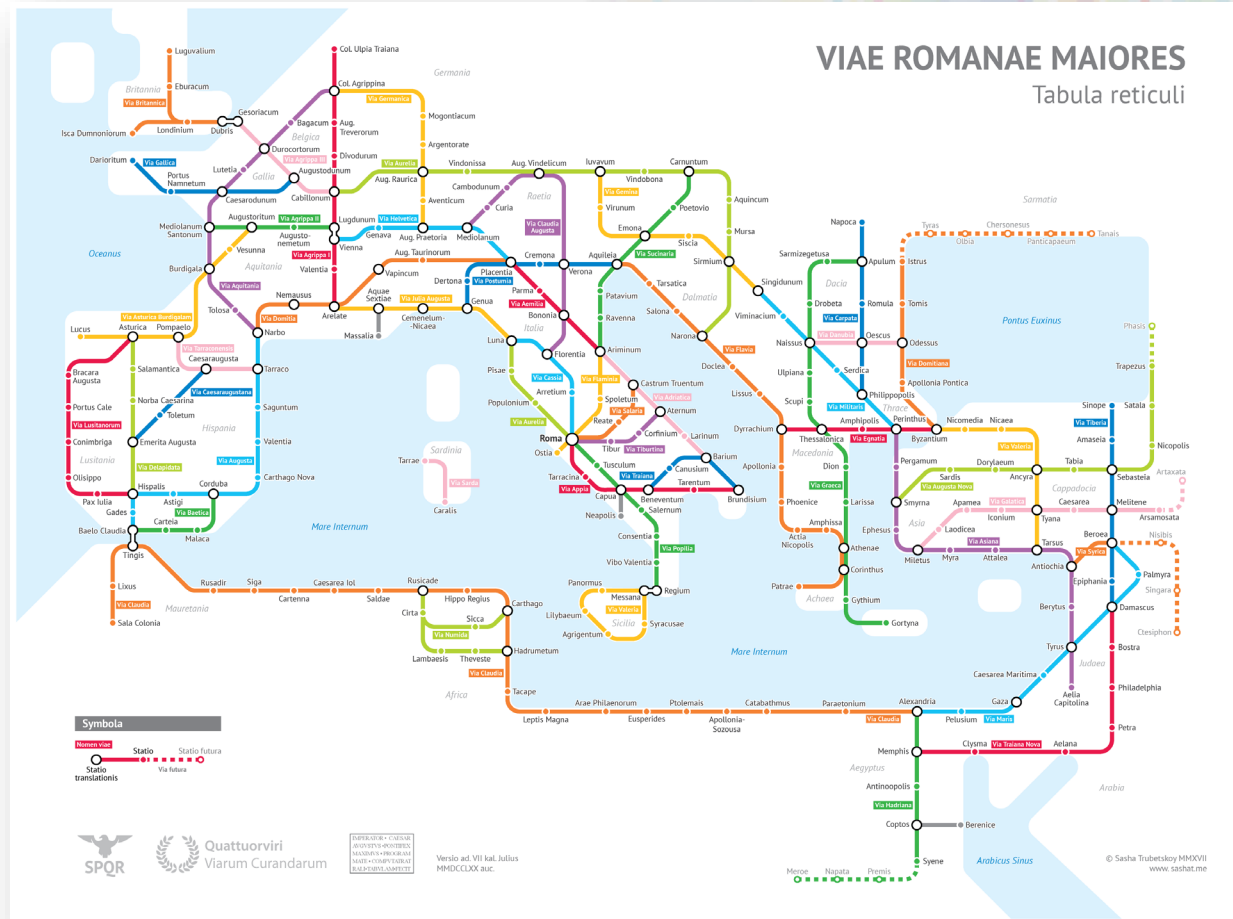 VIAE ROMANAE MAIORES
Tabula reticuli
Luguvalium
Col. Ulpia Traiana
Germania
Britannia
Eburacum
Via Britannica
Col. Agrippina
Via Germanica
Gesoriacum
Isca Dumnoniorum
Londinium
Dubris
Bagacum
Belgica
Aug.
Treverorum
Mogontiacum
Durocortorum
Argentorate
Darioritum
Via Gallica
Via Agrippa III
Divodurum
Portus
Namnetum
Lutetia
Gallia
Augustodunum
Via Aurelia
Aug. Raurica
Vindonissa
Aug. Vindelicum
Iuvavum
Carnuntum
Caesarodunum
Cabillonum
Cambodunum
Raetia
Via Gemina
Vindobona
Aventicum
Curia
Virunum
Poetovio
Aquincum
Sarmatia
Mediolanum
Santonum
Augustoritum
Via Agrippa II
Lugdunum
Via Helvetica
Via Claudia
Augusta
Emona
Mursa
Napoca
Tyras
Olbia
Chersonesus
Panticapaeum
Tanais
Augusto-
nemetum
Vienna
Genava
Aug. Praetoria
Mediolanum
Siscia
Via Sucinaria
Oceanus
Vesunna
Via Agrippa I
Aug. Taurinorum
Placentia
Cremona
Verona
Aquileia
Sirmium
Sarmizegetusa
Apulum
Istrus
Burdigala
Aquitania
Valentia
Vapincum
Dertona
Via Postumia
Tarsatica
Singidunum
Dacia
Via Aquitania
Nemausus
Aquae
Sextiae
Via Julia Augusta
Genua
Parma
Via Aemilia
Patavium
Dalmatia
Drobeta
Romula
Tomis
Tolosa
Via Domitia
Arelate
Cemenelum-
-Nicaea
Bononia
Ravenna
Salona
Viminacium
Via Carpata
Pontus Euxinus
Via Asturica Burdigalam
Lucus
Asturica
Pompaelo
Narbo
Massalia
Luna
Italia
Narona
Naissus
Via Danubia
Oescus
Odessus
Phasis
Via Tarraconensis
Florentia
Ariminum
Via Flavia
Via Domitiana
Bracara
Augusta
Salamantica
Caesaraugusta
Tarraco
Pisae
Via Cassia
Via Flaminia
Castrum Truentum
Doclea
Ulpiana
Serdica
Apollonia Pontica
Trapezus
Norba Caesarina
Via Caesaraugustana
Arretium
Spoletum
Via Adriatica
Lissus
Philippopolis
Portus Cale
Toletum
Saguntum
Populonium
Via Salaria
Aternum
Scupi
Via Militaris
Thrace
Sinope
Satala
Via Lusitanorum
Hispania
Via Aurelia
Reate
Corfinium
Larinum
Dyrrachium
Amphipolis
Perinthus
Nicomedia
Nicaea
Via Tiberia
Conimbriga
Emerita Augusta
Valentia
Roma
Ostia
Tibur
Via Tiburtina
Thessalonica
Via Egnatia
Byzantium
Via Valeria
Amaseia
Nicopolis
Lusitania
Via Delapidata
Via Augusta
Sardinia
Tarrae
Tusculum
Barium
Macedonia
Apollonia
Dion
Pergamum
Dorylaeum
Tabia
Olisippo
Carthago Nova
Via Sarda
Tarracina
Via Traiana
Canusium
Sardis
Ancyra
Sebasteia
Artaxata
Pax Iulia
Hispalis
Corduba
Via Appia
Capua
Beneventum
Tarentum
Brundisium
Via Graeca
Via Augusta Nova
Cappadocia
Astigi
Caralis
Neapolis
Salernum
Phoenice
Larissa
Smyrna
Apamea
Via Galatica
Caesarea
Melitene
Gades
Via Baetica
Mare Internum
Asia
Iconium
Tyana
Arsamosata
Baelo Claudia
Carteia
Malaca
Consentia
Actia
Nicopolis
Amphissa
Ephesus
Laodicea
Via Popilia
Athenae
Miletus
Myra
Via Asiana
Attalea
Tarsus
Beroea
Nisibis
Tingis
Vibo Valentia
Corinthus
Antiochia
Via Syrica
Rusadir
Siga
Cartenna
Caesarea Iol
Saldae
Rusicade
Hippo Regius
Carthago
Panormus
Messana
Regium
Patrae
Achaea
Gythium
Epiphania
Palmyra
Singara
Lixus
Via Claudia
Mauretania
Cirta
Sicca
Lilybaeum
Via Valeria
Sicilia
Syracusae
Gortyna
Berytus
Damascus
Sala Colonia
Via Numida
Agrigentum
Ctesiphon
Lambaesis
Theveste
Hadrumetum
Mare Internum
Tyrus
Bostra
Via Claudia
Caesarea Maritima
Judaea
Africa
Tacape
Aelia
Capitolina
Philadelphia
Leptis Magna
Arae Philaenorum
Eusperides
Ptolemais
Apollonia-
Sozousa
Catabathmus
Paraetonium
Via Claudia
Alexandria
Pelusium
Gaza
Via Maris
Petra
Memphis
Clysma
Via Traiana Nova
Aelana
Aegyptus
Antinoopolis
Arabia
Via Hadriana
Coptos
Berenice
Syene
Arabicus Sinus
Meroe
Napata
Premis
Symbola
Nomen viae
Statio
Statio futura
Statio
translationis
Via futura
SPQR
Quattuorviri
Viarum Curandarum
IMPERATOR • CAESAR
AVGVSTVS • PONTIFEX
MAXIMVS • PROGRAM
MATE • COMPVTATRAT
RALI•TABVLAM•FECIT
Versio ad. VII kal. Julius
MMDCCLXX auc.
© Sasha Trubetskoy MMXVII
www. sashat.me